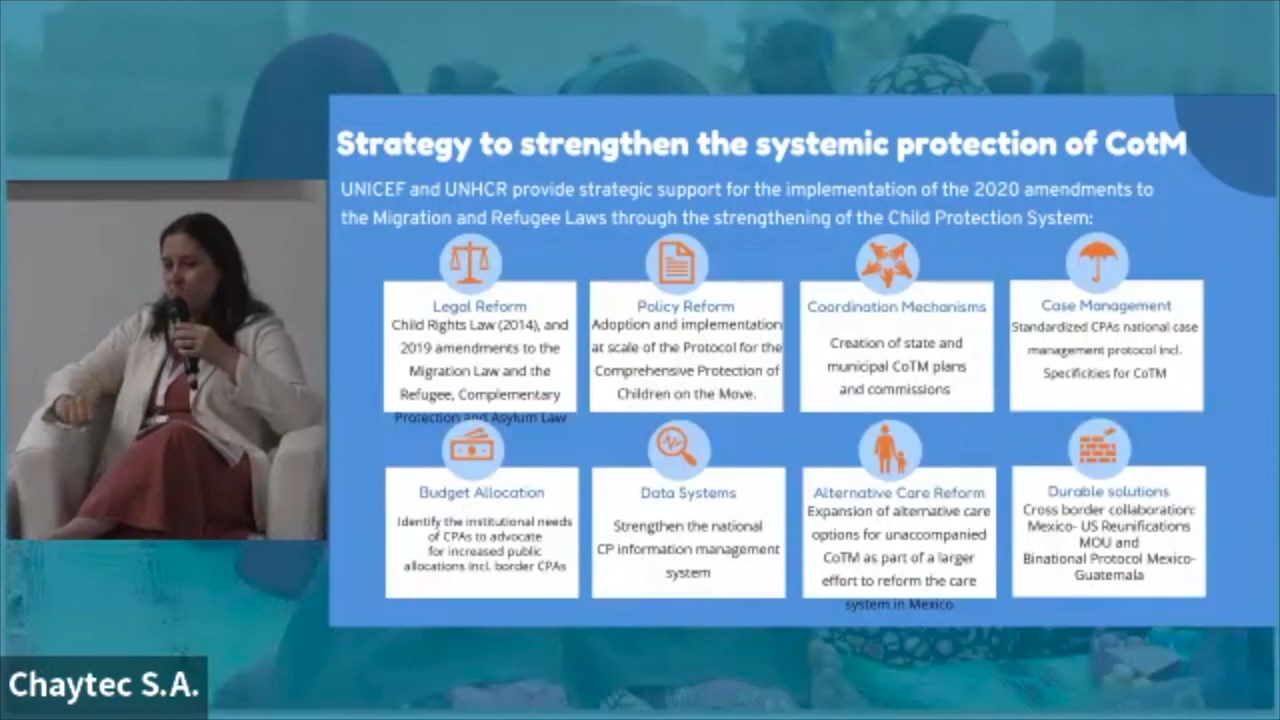 Strategy to strengthen the systemic protection of CotM
UNICEF and UNHCR provide strategic support for the implementation of the 2020 amendments to
the Migration and Refugee Laws through the strengthening of the Child Protection System:
Legal Reform
Child Rights Law (2014), and
2019 amendments to the
Migration Law and the
Refugee, Complementary
Protection and Asylum Law
Policy Reform
Adoption and implementation
at scale of the Protocol for the
Comprehensive Protection of
Children on the Move.
Coordination Mechanisms
Creation of state and
municipal CoTM plans
and commissions
Case Management
Standardized CPAs national case
management protocol incl.
Specificities for CoTM
Budget Allocation
Identify the institutional needs
of CPAs to advocate
for increased public
allocations incl. border CPAs
Data Systems
Strengthen the national
CP information management
system
Alternative Care Reform
Expansion of alternative care
options for unaccompanied
CoTM as part of a larger
effort to reform the care
system in Mexico
Durable solutions
Cross border collaboration:
Mexico- US Reunifications
MOU and
Binational Protocol Mexico-
Guatemala
Chaytec S.A.